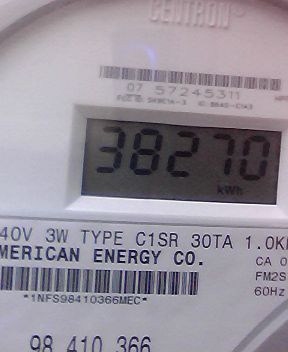 CENTRON®
07 57245311
38270
kWh
40V 3W TYPE C1SR 30TA 1.0K
MERICAN ENERGY CO.
CA 0
FM2S
*1NFS98410366MEC*
60Hz
98 410 366